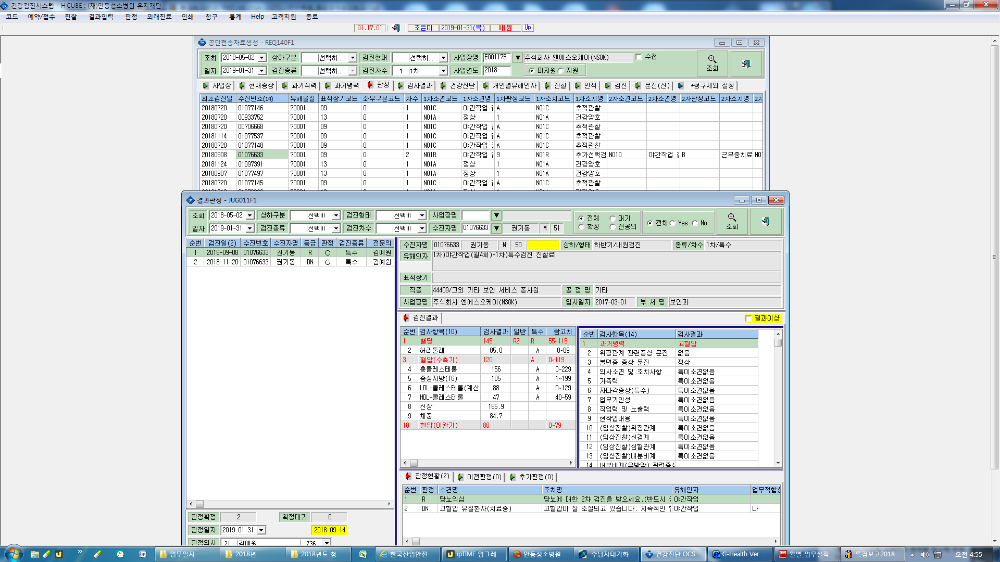 건강검진시스템 - H-CUBE : (재)안동성소병원 유지재단
코드 예약/접수 진찰 결과입력 판정 외래진료 인쇄 청구 통계 Help 고객지원 종료
01.17.01 조은미 2019-01-31(목) 내원 Up
공단전송자료생성 - REQ140F1
조회 2018-05-02 상하구분 선택하... 검진형태 선택하... 사업장명 E001175 주식회사 엔에스오케이(NSOK) 수첩
일자 2019-01-31 검진종류 선택하... 검진차수 1 1차 사업연도 2018 미지원 지원 조회
사업장 현재증상 과거직력 과거병력 판정 검사결과 건강진단 개인별유해인자 진찰 인적 검진 문진(신) *청구제외 설정
최초검진일 수진번호(14) 유해물질 표적장기코드 좌우구분코드 차수 1차소견코드 1차소견명 1차판정코드 1차조치코드 1차조치명 2차소견코드 2차소견명 2차판정코드 2차조치명
20180720 01077146 70001 09 0 1 N01C 야간작업 A N01C 추적관찰
20180720 00933752 70001 13 0 1 N01A 정상 1 N01A 건강양호
20180720 00706668 70001 09 0 1 N01C 야간작업 A N01C 추적관찰
20181114 01077537 70001 09 0 1 N01C 야간작업 A N01C 추적관찰
20180720 01077148 70001 09 0 1 N01C 야간작업 A N01C 추적관찰
20180908 01076633 70001 09 0 2 N01R 야간작업 9 N01R 추가선택검 N01D 야간작업 B 근무중치료
20181124 01097391 70001 13 0 1 N01A 정상 1 N01A 건강양호
20180907 01077497 70001 13 0 1 N01A 정상 1 N01A 건강양호
20180720 01077145 70001 09 0 1 N01C 야간작업 A N01C 추적관찰
결과판정 - JUG011F1
조회 2018-05-02 상하구분 선택!!! 검진형태 선택!!! 사업장명 전체 대기
일자 2019-01-31 검진종류 선택!!! 검진차수 선택!!! 수진자명 01076633 권기동 M 51 확정 전공의 전체 Yes No 조회
순번 검진일(2) 수진번호 수진자명 등급 판정 검진종류 전문의
1 2018-09-08 01076633 권기동 R ○ 특수 김예원
2 2018-11-20 01076633 권기동 DN ○ 특수 김예원
수진자명 01076633 권기동 M 50 상하/형태 하반기/내원검진 종류/차수 1차/특수
유해인자 1차)야간작업(월4회)+1차)특수검진 진찰료
표적장기
직종 44409/그외 기타 보안 서비스 종사원 공 정 명 기타
사업장명 주식회사 엔에스오케이(NSOK) 입사일자 2017-03-01 부 서 명 보안과
검진결과 결과이상
순번 검사항목(10) 검사결과 일반 특수 참고치
1 혈당 145 R2 R 55~115
2 허리둘레 85.0 A 0~89
3 혈압(수축기) 120 A 0~119
4 총콜레스테롤 156 A 0~229
5 중성지방(TG) 105 A 1~199
6 LDL-콜레스테롤(계산 88 A 0~129
7 HDL-콜레스테롤 47 A 40~59
8 신장 165.9
9 체중 84.7
10 혈압(이완기) 80 0~79
순번 검사항목(14) 검사결과
1 과거병력 고혈압
2 위장관계 관련증상 문진 없음
3 불면증 증상 문진 정상
4 의사소견 및 조치사항 특이소견없음
5 가족력 특이소견없음
6 자타각증상(특수) 특이소견없음
7 업무기인성 특이소견없음
8 직업력 및 노출력 특이소견없음
9 현작업내용 특이소견없음
10 (임상진찰)위장관계 특이소견없음
11 (임상진찰)신경계 특이소견없음
12 (임상진찰)심혈관계 특이소견없음
13 (임상진찰)내분비계 특이소견없음
14 내분비계(유방암) 관련증상
판정현황(2) 이전판정(0) 추가판정(0)
순번 판정 소견명 조치명 유해인자 업무적합성
1 R 당뇨의심 당뇨에 대한 2차 검진을 받으세요.(반드시 야간작업
2 DN 고혈압 유질환자(치료중) 고혈압이 잘 조절되고 있습니다. 지속적인 야간작업 나
판정확정 2 확정대기 0
판정일자 2019-01-31 2018-09-14
판정의사 21 김예원 736
업무일지 2018년 2018년도 청... 한국산업안전... ipTIME 업그레... 안동성소병원 ... 수납자대기화... 건강진단 OCS G-Health Ver ... 월별_업무실적... 특검보고2018... 오전 4:55